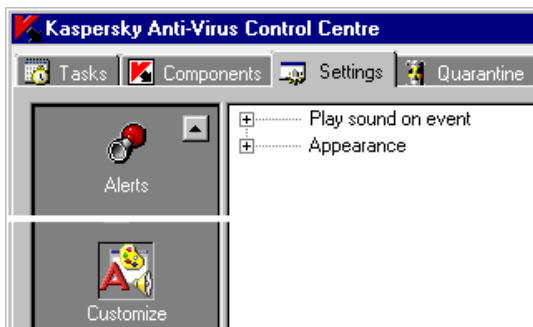 Kaspersky Anti-Virus Control Centre
Tasks Components Settings Quarantine
Play sound on event
Appearance
Alerts
Customize